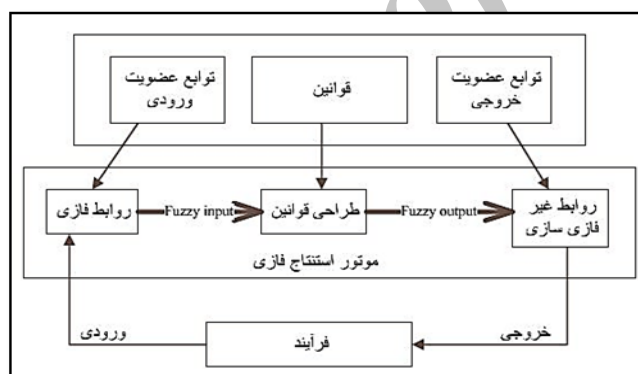 توابع عضویت
ورودی
قوانین
توابع عضویت
خروجی
روابط فازی
Fuzzy input
طراحی قوانین
Fuzzy output
روابط غیر
فازی سازی
موتور استنتاج فازی
ورودی
فرآیند
خروجی